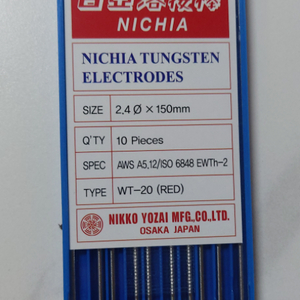 NICHIA
NICHIA TUNGSTEN
ELECTRODES
SIZE 2.4 Ø × 150mm
Q'TY 10 Pieces
SPEC AWS A5,12/ISO 6848 EWTh-2
TYPE WT-20 (RED)
NIKKO YOZAI MFG.CO.,LTD.
OSAKA JAPAN